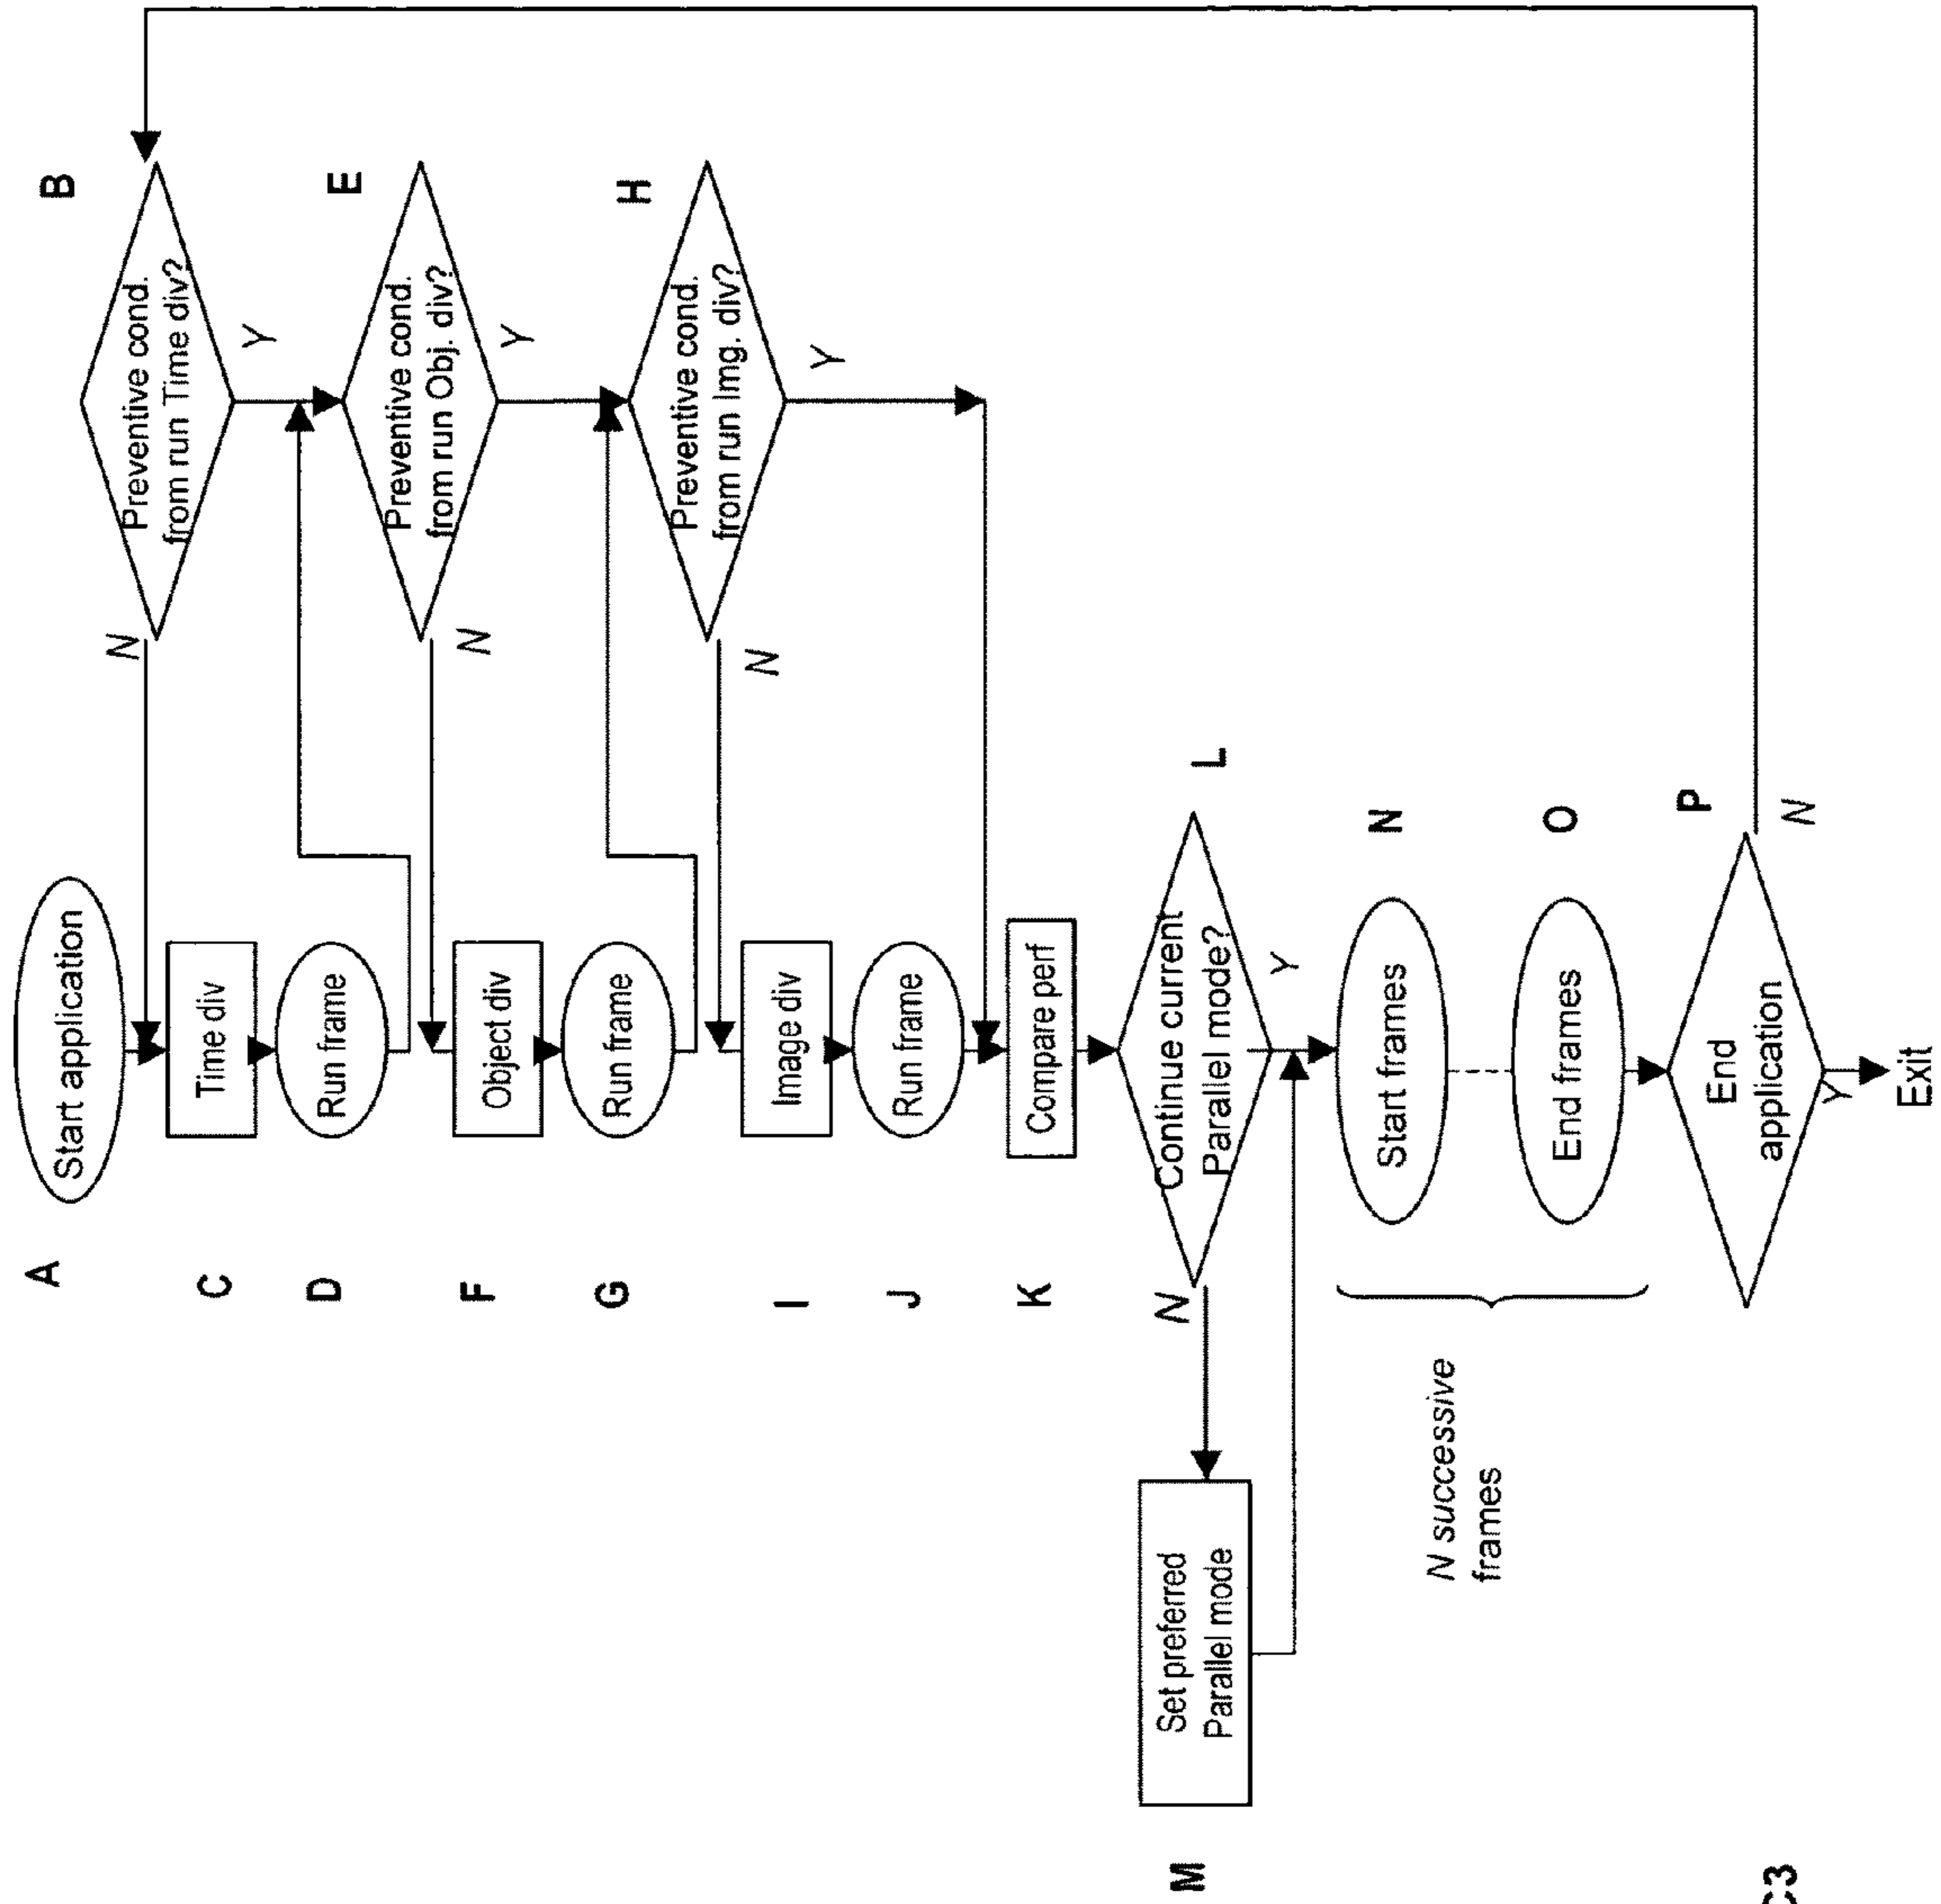 A
Start application
B
Preventive cond.
from run Time div?
N
Y
C
Time div
D
Run frame
E
Preventive cond.
from run Obj. div?
N
Y
F
Object div
G
Run frame
H
Preventive cond.
from run Img. div?
N
Y
I
Image div
J
Run frame
K
Compare perf
L
Continue current
Parallel mode?
N
Y
M
Set preferred
Parallel mode
N
Start frames
N successive
frames
O
End frames
P
End
application
N
Y
Exit
C3